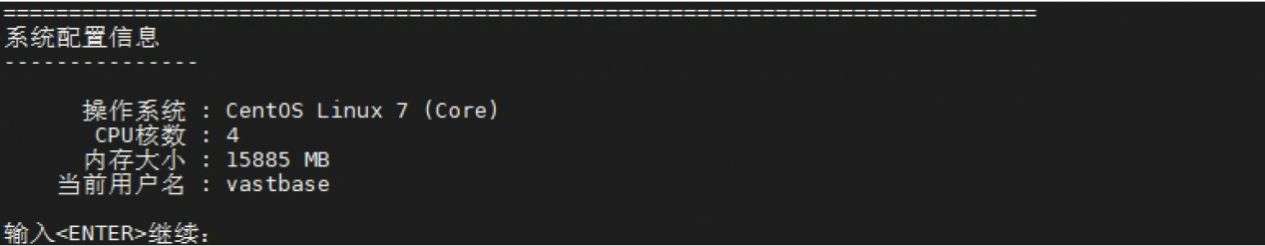 ================================================================================
系统配置信息
---------------
操作系统 : CentOS Linux 7 (Core)
CPU核数 : 4
内存大小 : 15885 MB
当前用户名 : vastbase
输入<ENTER>继续: